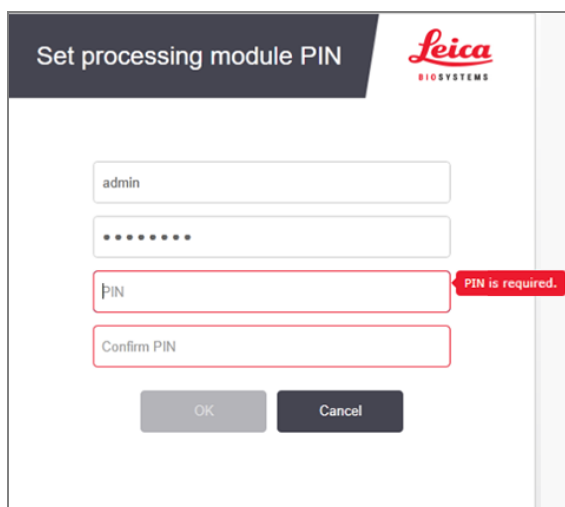 Set processing module PIN
Leica
BIOSYSTEMS
admin
••••••••
PIN
PIN is required.
Confirm PIN
OK
Cancel